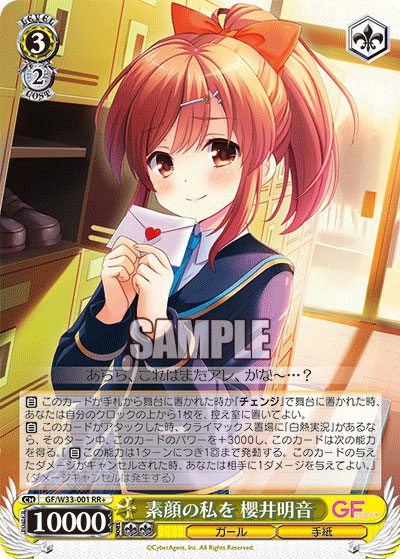 LEVEL
3
2
COST
SAMPLE
あらら、これはまたアレ、かな〜…？
自 このカードが手札から舞台に置かれた時か「チェンジ」で舞台に置かれた時、
あなたは自分のクロックの上から1枚を、控え室に置いてよい。
自 このカードがアタックした時、クライマックス置場に「白熱実況」があるな
ら、そのターン中、このカードのパワーを＋3000し、このカードは次の能力
を得る。『自 この能力は1ターンにつき1回まで発動する。このカードの与え
たダメージがキャンセルされた時、あなたは相手に1ダメージを与えてよい。』
（ダメージキャンセルは発生する）
CH GF/W33-001 RR+
10000
素顔の私を 櫻井明音
GF
ガール
手紙
©CyberAgent, Inc. All Rights Reserved.